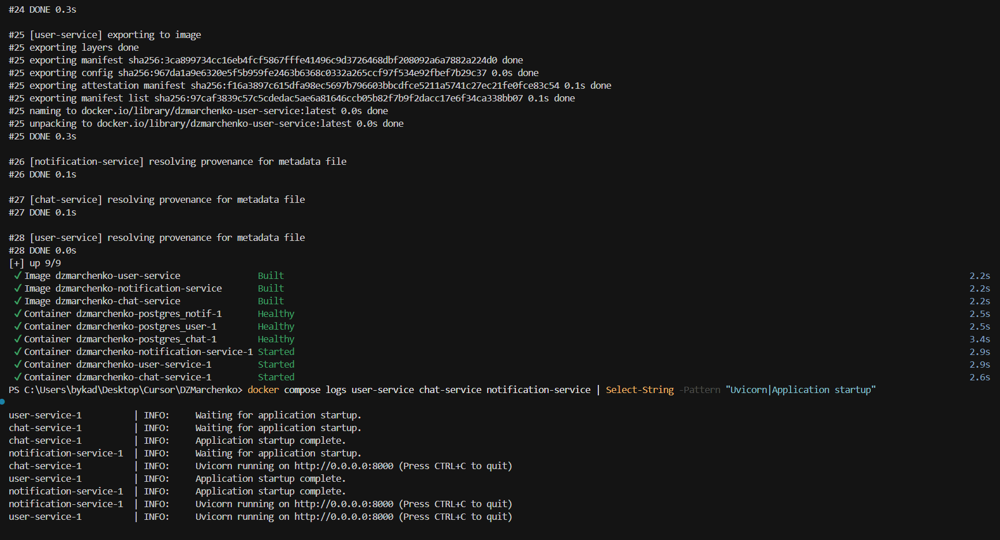 #24 DONE 0.3s
#25 [user-service] exporting to image
#25 exporting layers done
#25 exporting manifest sha256:3ca899734cc16eb4fcf5867fffe41496c9d3726468dbf208092a6a7882a224d0 done
#25 exporting config sha256:967da1a9e6320e5f5b959fe2463b6368c0332a265ccf97f534e92fbef7b29c37 0.0s done
#25 exporting attestation manifest sha256:f16a3897c615dfa98ec5697b796603bbcdfce5211a5741c27ec21fe0fce83c54 0.1s done
#25 exporting manifest list sha256:97caf3839c57c5cdedac5ae6a81646ccb05b82f7b9f2dacc17e6f34ca338bb07 0.1s done
#25 naming to docker.io/library/dzmarchenko-user-service:latest 0.0s done
#25 unpacking to docker.io/library/dzmarchenko-user-service:latest 0.0s done
#25 DONE 0.3s
#26 [notification-service] resolving provenance for metadata file
#26 DONE 0.1s
#27 [chat-service] resolving provenance for metadata file
#27 DONE 0.1s
#28 [user-service] resolving provenance for metadata file
#28 DONE 0.0s
[+] up 9/9
✓ Image dzmarchenko-user-service Built 2.2s
✓ Image dzmarchenko-notification-service Built 2.2s
✓ Image dzmarchenko-chat-service Built 2.2s
✓ Container dzmarchenko-postgres_notif-1 Healthy 2.5s
✓ Container dzmarchenko-postgres_user-1 Healthy 2.5s
✓ Container dzmarchenko-postgres_chat-1 Healthy 3.4s
✓ Container dzmarchenko-notification-service-1 Started 2.9s
✓ Container dzmarchenko-user-service-1 Started 2.9s
✓ Container dzmarchenko-chat-service-1 Started 2.6s
PS C:\Users\bykad\Desktop\Cursor\DZMarchenko> docker compose logs user-service chat-service notification-service | Select-String -Pattern "Uvicorn|Application startup"
user-service-1 | INFO: Waiting for application startup.
chat-service-1 | INFO: Waiting for application startup.
chat-service-1 | INFO: Application startup complete.
notification-service-1 | INFO: Waiting for application startup.
chat-service-1 | INFO: Uvicorn running on http://0.0.0.0:8000 (Press CTRL+C to quit)
user-service-1 | INFO: Application startup complete.
notification-service-1 | INFO: Application startup complete.
notification-service-1 | INFO: Uvicorn running on http://0.0.0.0:8000 (Press CTRL+C to quit)
user-service-1 | INFO: Uvicorn running on http://0.0.0.0:8000 (Press CTRL+C to quit)